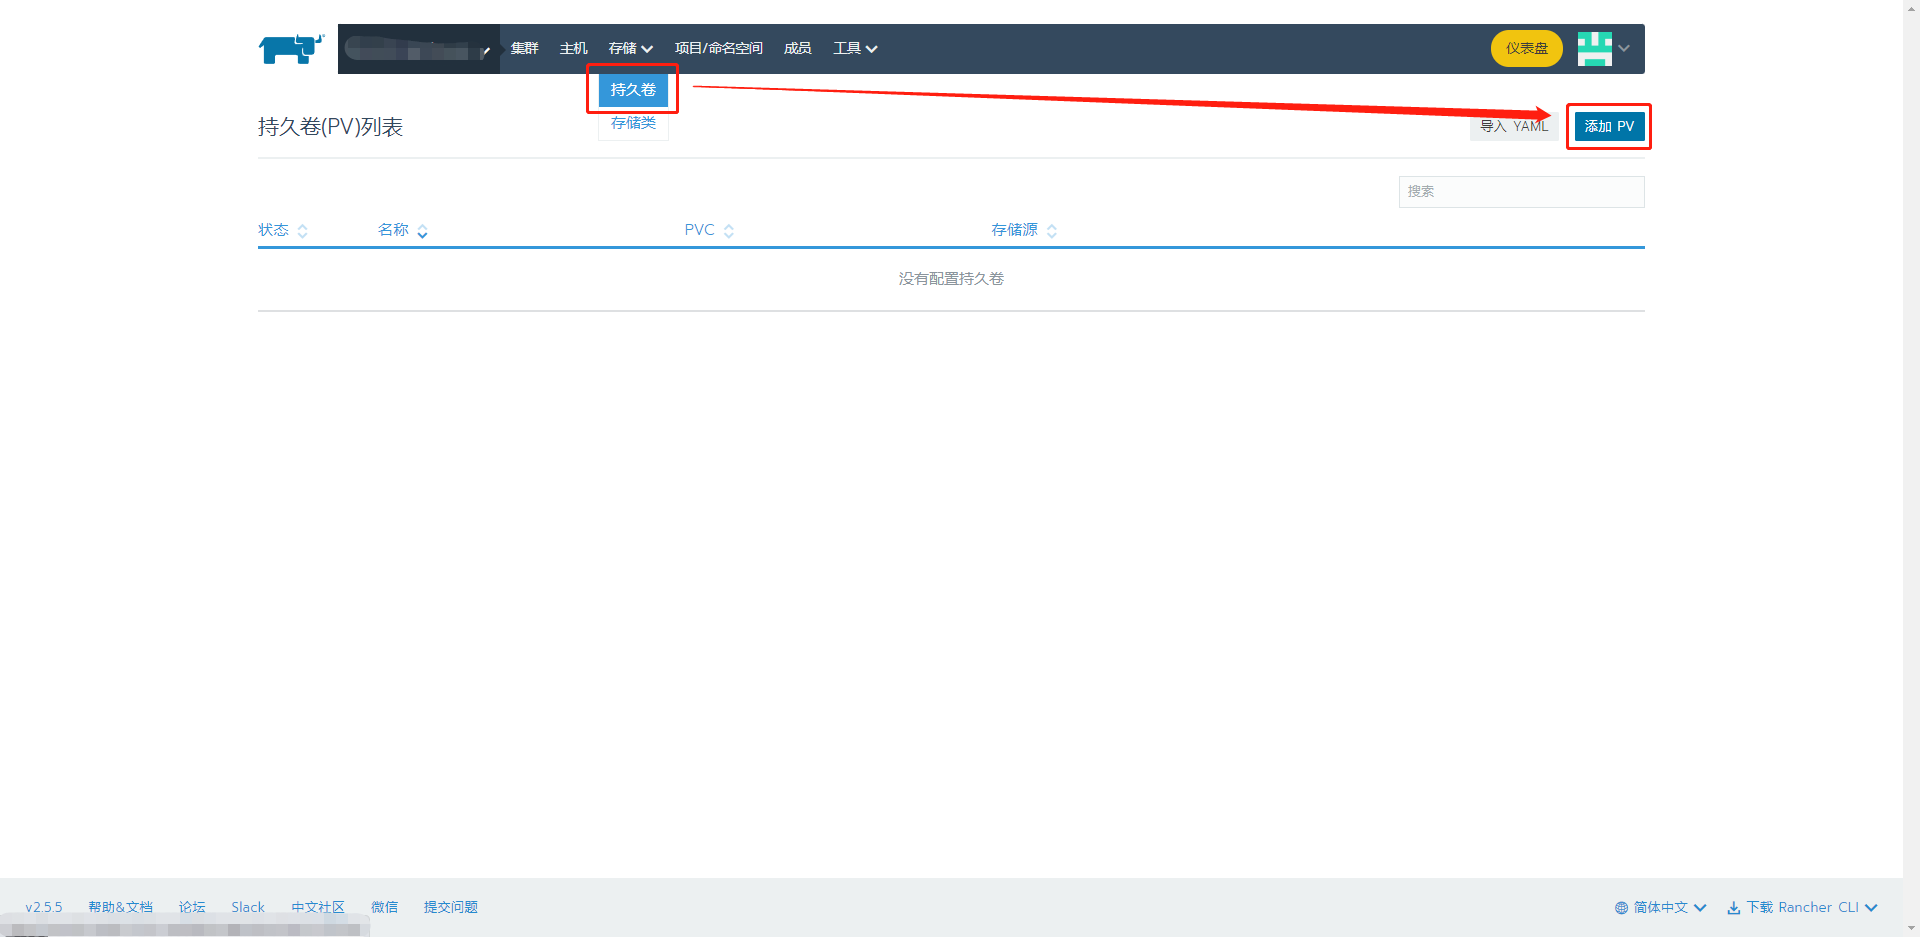 集群 主机 存储 项目/命名空间 成员 工具 仪表盘
持久卷
存储类
持久卷(PV)列表 导入 YAML 添加 PV
搜索
状态 名称 PVC 存储源
没有配置持久卷
v2.5.5 帮助&文档 论坛 Slack 中文社区 微信 提交问题 简体中文 下载 Rancher CLI